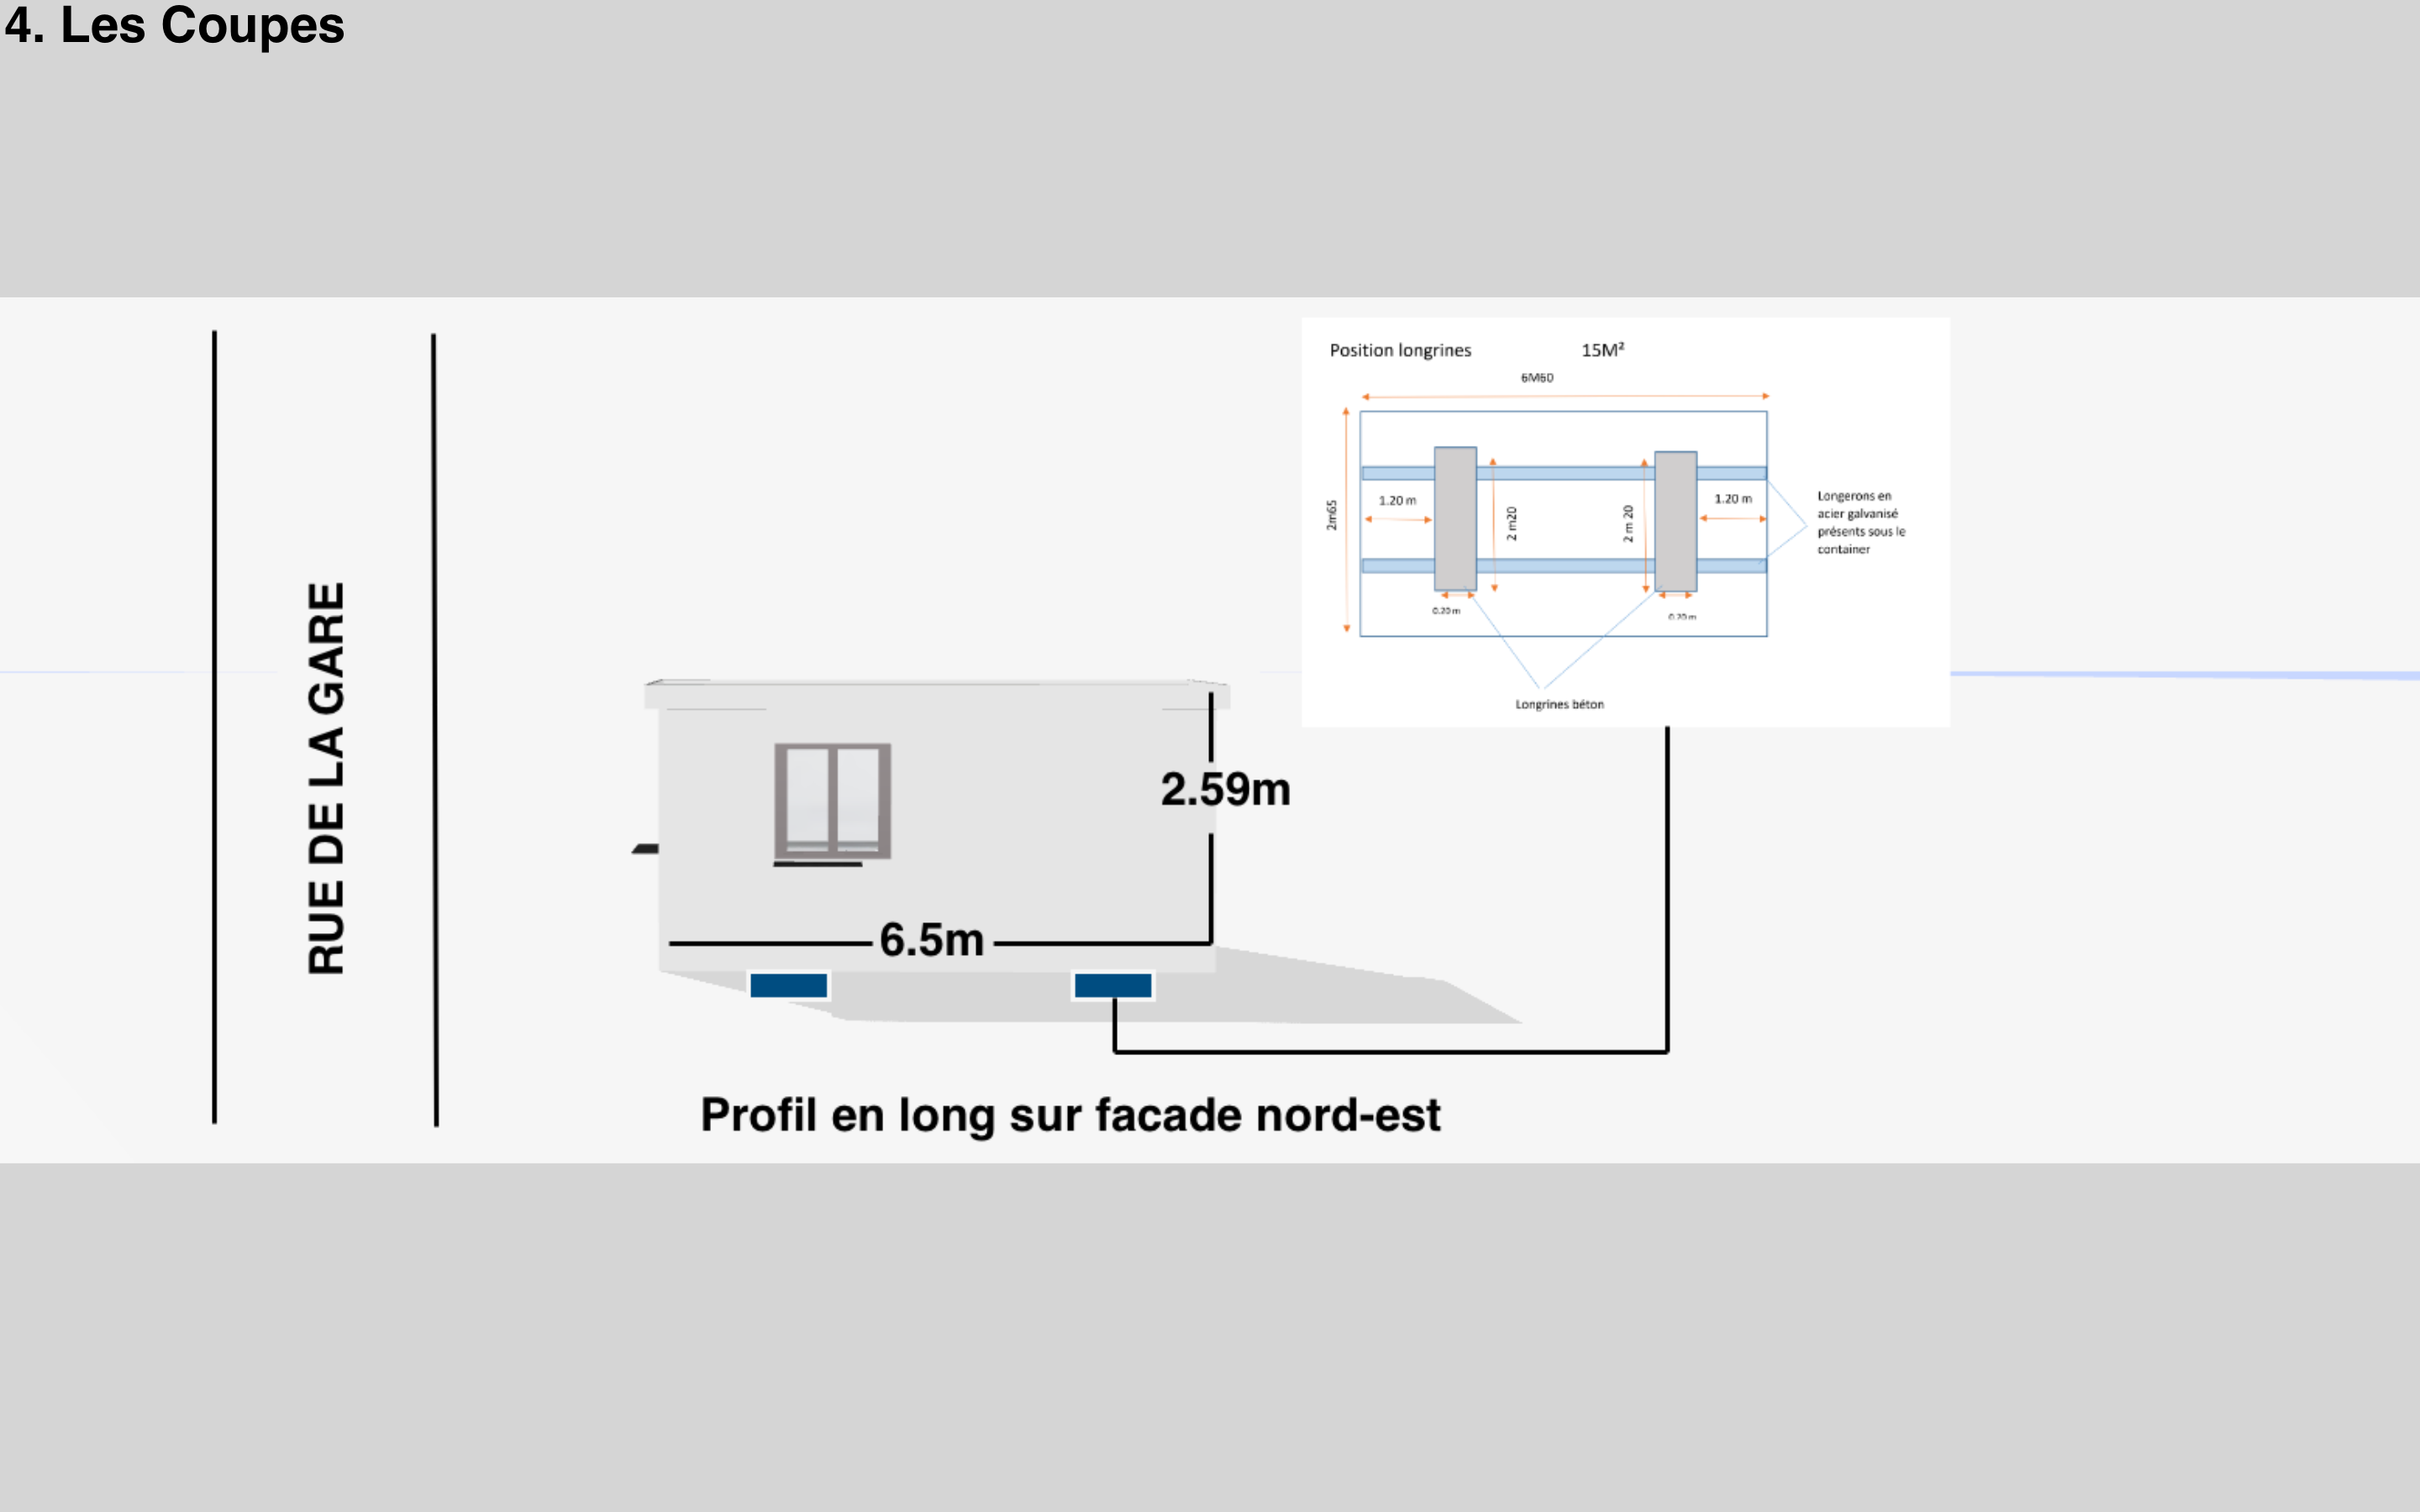 4. Les Coupes
Position longrines 15M²
6M60
2m65
1.20 m
2 m20
2 m 20
1.20 m
Longerons en
acier galvanisé
présents sous le
container
0.20 m
0.20 m
Longrines béton
RUE DE LA GARE
2.59m
6.5m
Profil en long sur facade nord-est